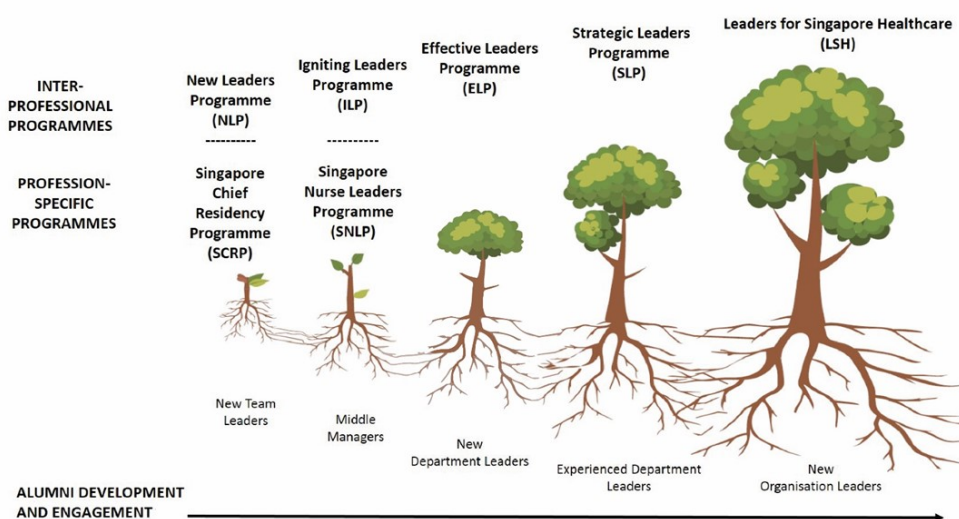 INTER-
PROFESSIONAL
PROGRAMMES
New Leaders
Programme
(NLP)
----------
Igniting Leaders
Programme
(ILP)
----------
Effective Leaders
Programme
(ELP)
Strategic Leaders
Programme
(SLP)
Leaders for Singapore Healthcare
(LSH)
PROFESSION-
SPECIFIC
PROGRAMMES
Singapore
Chief
Residency
Programme
(SCRP)
Singapore
Nurse Leaders
Programme
(SNLP)
New Team
Leaders
Middle
Managers
New
Department Leaders
Experienced Department
Leaders
New
Organisation Leaders
ALUMNI DEVELOPMENT
AND ENGAGEMENT